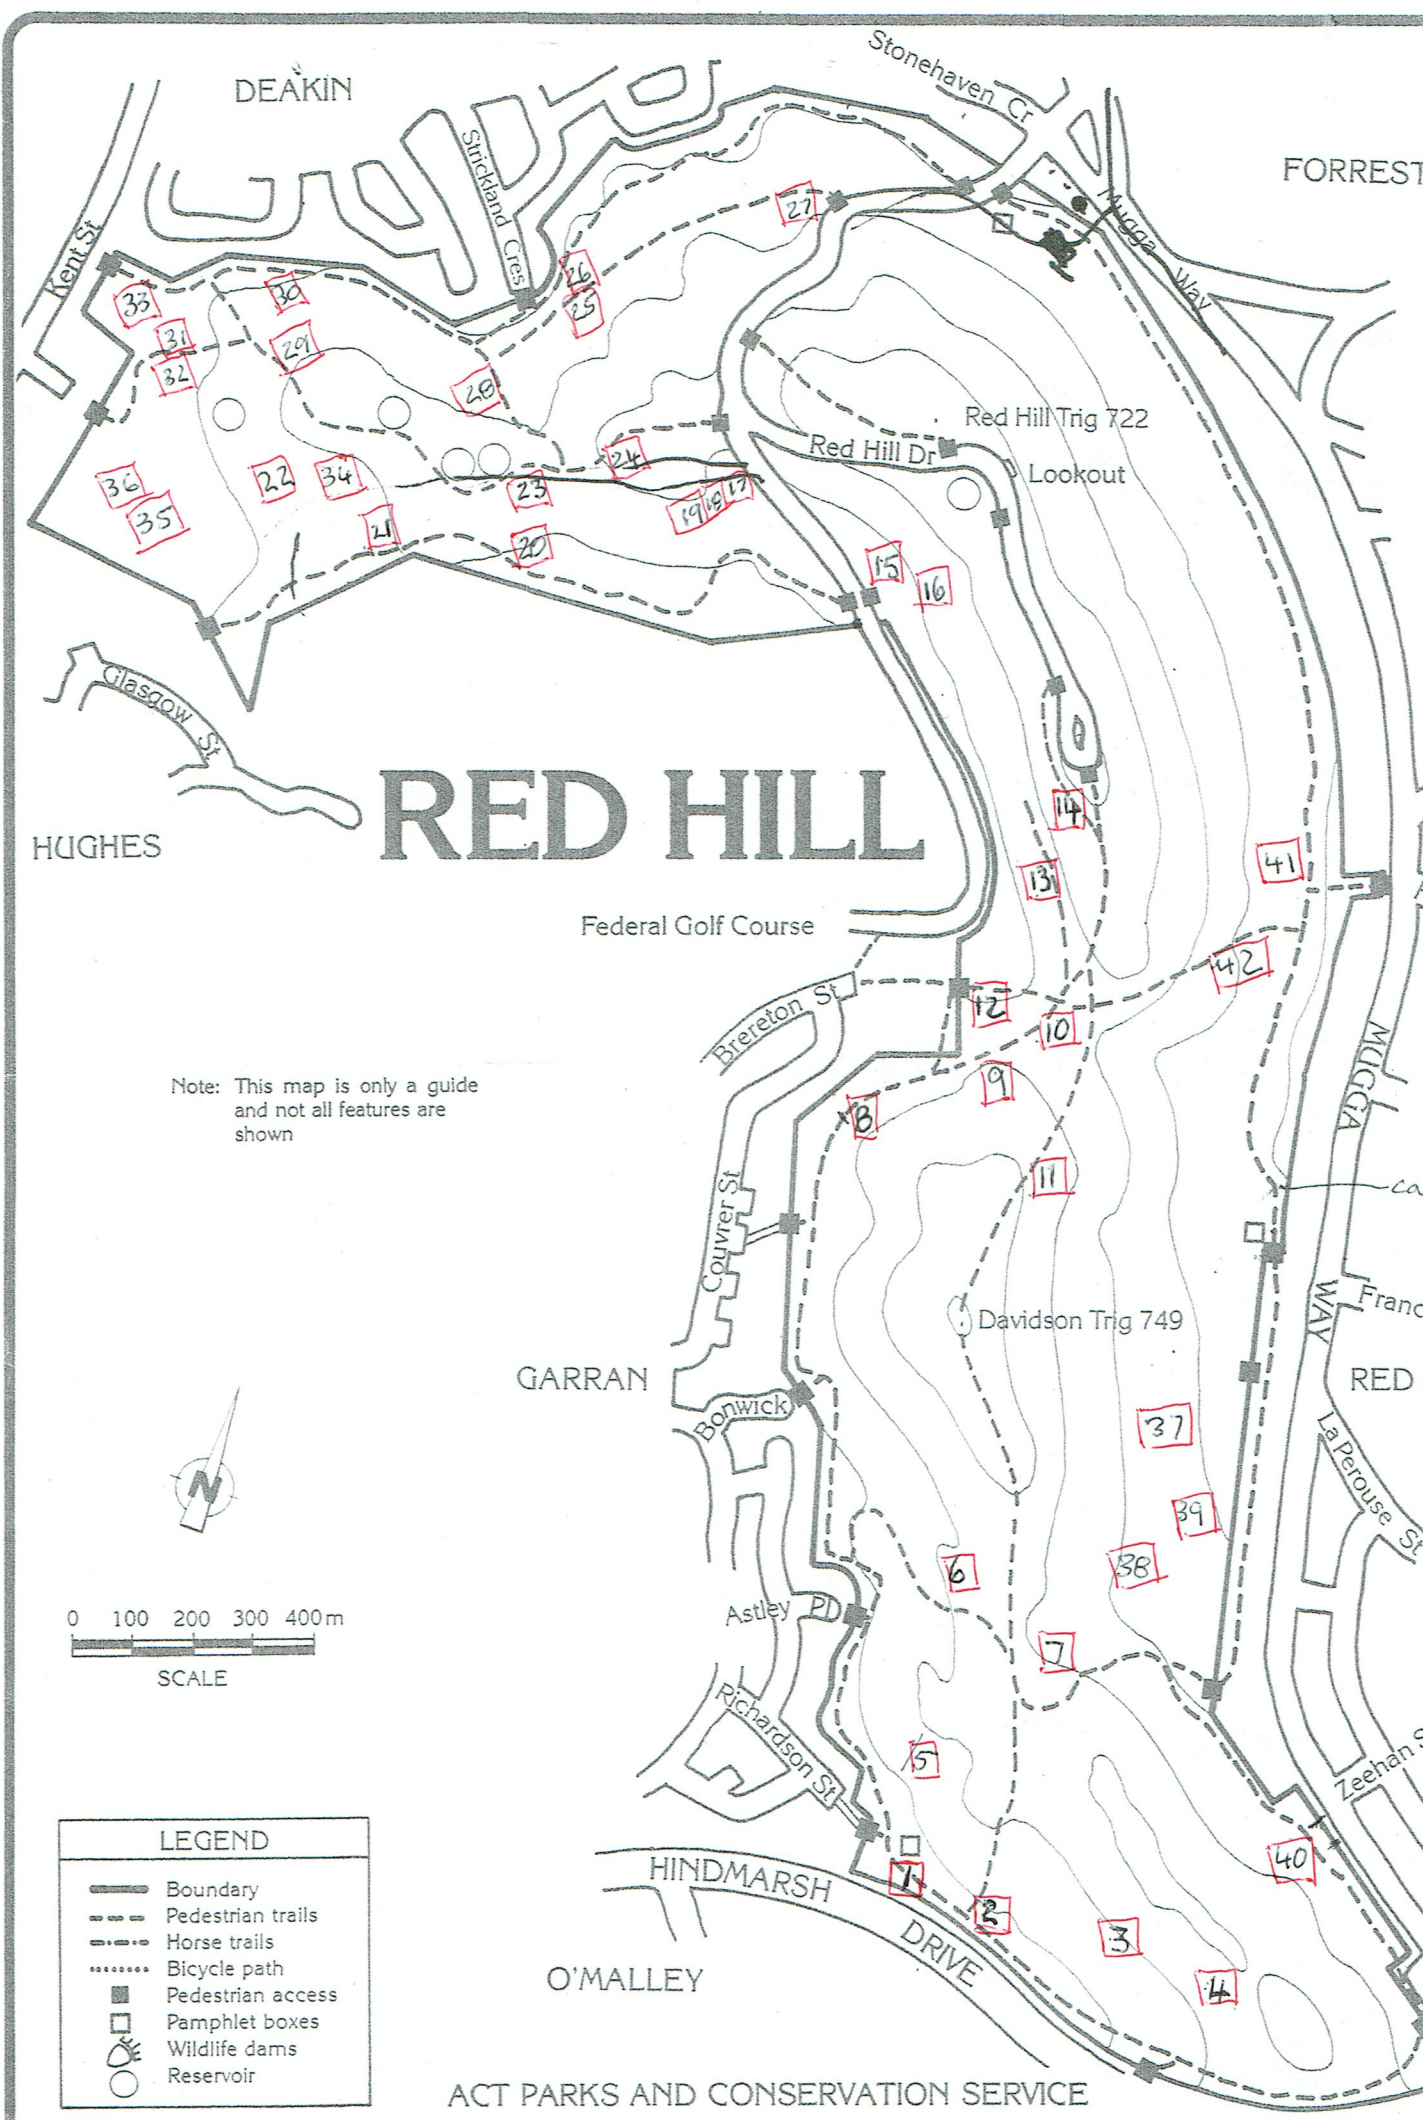 Stonehaven Cr
DEAKIN
FORREST
Strickland Cres
Kent St
Mugga Way
27
26
25
33
30
31
29
32
28
Red Hill Trig 722
Red Hill Dr
Lookout
24
36
22
34
23
19
18
17
35
21
20
15
16
Glasgow St
RED HILL
14
HUGHES
41
13
Federal Golf Course
42
Brereton St
12
10
MUGGA
WAY
Note: This map is only a guide
and not all features are
shown
9
8
11
ca
Couvrer St
Franc
Davidson Trig 749
GARRAN
RED
Bonwick
37
La Perouse St
N
39
38
6
Astley PD
0 100 200 300 400m
SCALE
7
Richardson St
5
Zeehan S
LEGEND
Boundary
Pedestrian trails
Horse trails
Bicycle path
Pedestrian access
Pamphlet boxes
Wildlife dams
Reservoir
40
HINDMARSH
DRIVE
1
2
3
4
O'MALLEY
ACT PARKS AND CONSERVATION SERVICE